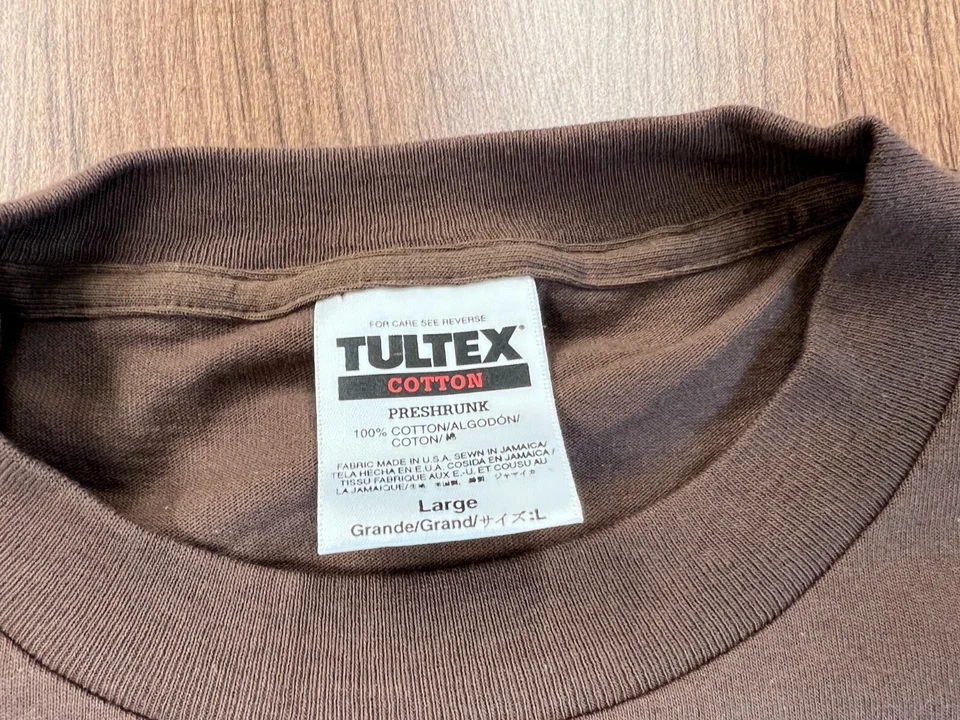 FOR CARE SEE REVERSE
TULTEX®
COTTON
PRESHRUNK
100% COTTON/ALGODÓN/
COTON/綿
FABRIC MADE IN U.S.A. SEWN IN JAMAICA/
TELA HECHA EN E.U.A. COSIDA EN JAMAICA/
TISSU FABRIQUE AUX E.-U. ET COUSU AU
LA JAMAIQUE/
Large
Grande/Grand/サイズ:L